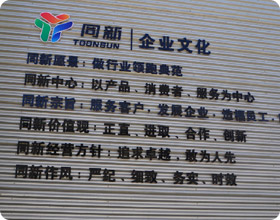 同新 企业文化
TOONSUN
同新愿景：做行业领跑典范
同新中心：以产品、消费者、服务为中心
同新宗旨：服务客户，发展企业，造福员工，
同新价值观：正直、进取、合作、创新
同新经营方针：追求卓越，敢为人先
同新作风：严纪、细致、务实、时效